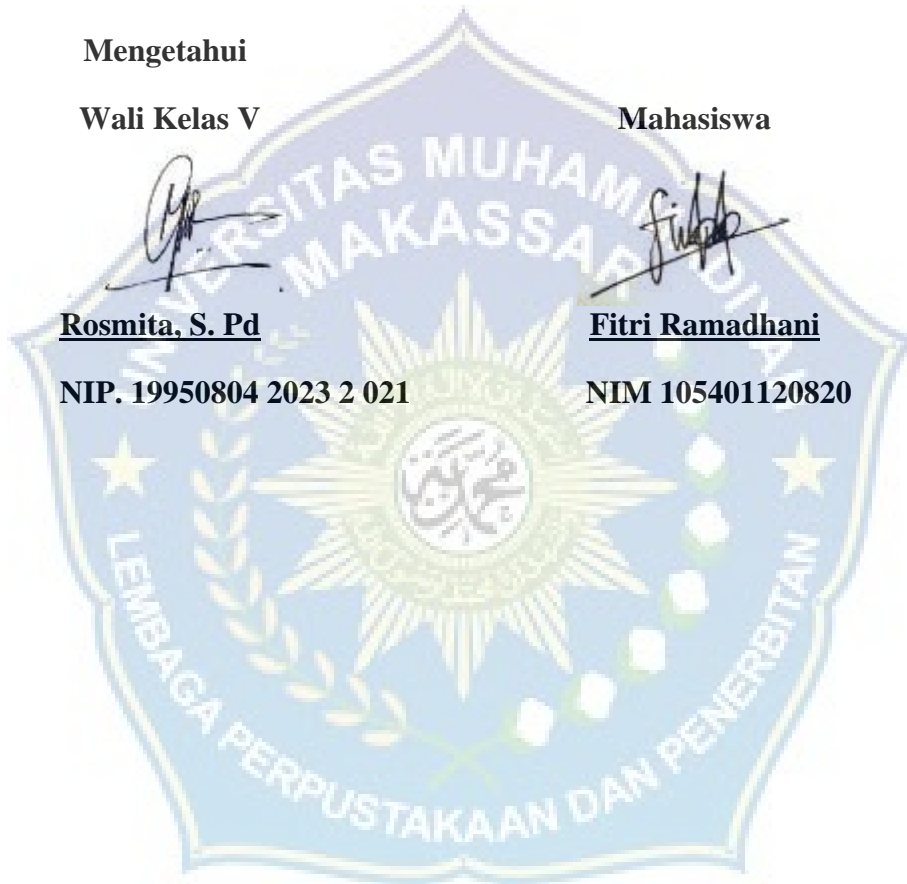 Mengetahui
Wali Kelas V
Mahasiswa
Rosmita, S. Pd
Fitri Ramadhani
NIP. 19950804 2023 2 021
NIM 105401120820
UNIVERSITAS MUHAMMADIYAH
MAKASSAR
LEMBAGA PERPUSTAKAAN DAN PENERBITAN